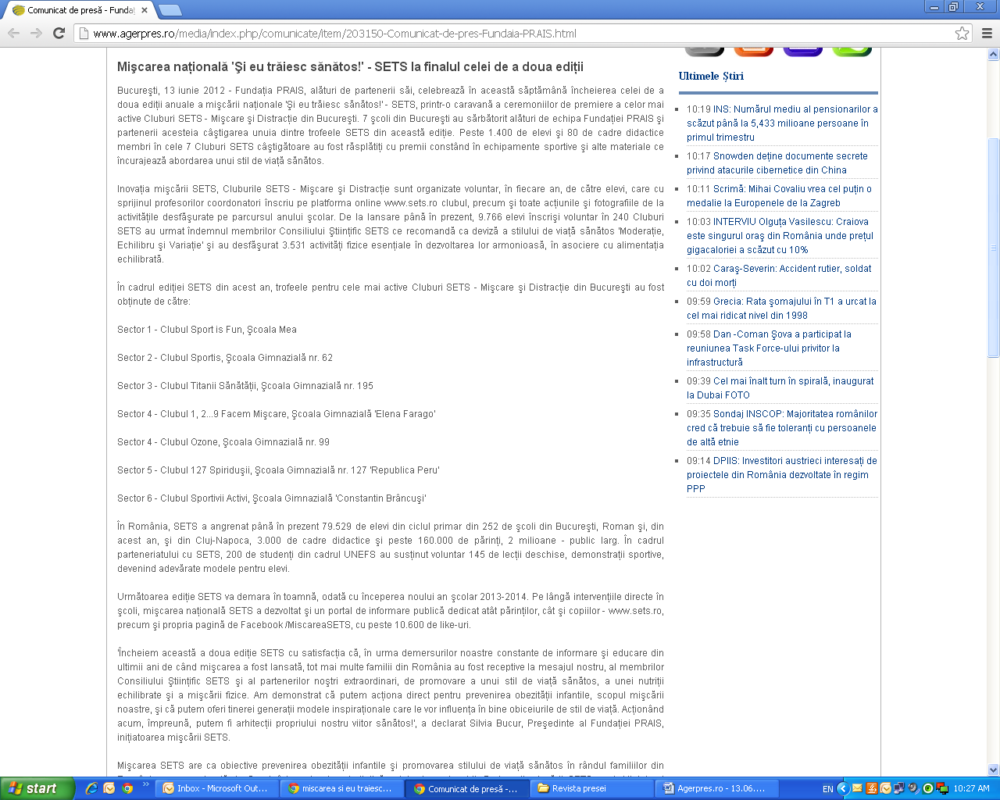 Comunicat de presă - Funda
www.agerpres.ro/media/index.php/comunicate/item/203150-Comunicat-de-pres-Fundaia-PRAIS.html
Mişcarea naţională 'Şi eu trăiesc sănătos!' - SETS la finalul celei de a doua ediţii
Bucureşti, 13 iunie 2012 - Fundaţia PRAIS, alături de partenerii săi, celebrează în această săptămână încheierea celei de a
doua ediţii anuale a mişcării naţionale 'Şi eu trăiesc sănătos!' - SETS, printr-o caravană a ceremoniilor de premiere a celor mai
active Cluburi SETS - Mişcare şi Distracţie din Bucureşti. 7 şcoli din Bucureşti au sărbătorit alături de echipa Fundaţiei PRAIS şi
partenerii acesteia câştigarea unuia dintre trofeele SETS din această ediţie. Peste 1.400 de elevi şi 80 de cadre didactice
membri în cele 7 Cluburi SETS câştigătoare au fost răsplătiţi cu premii constând în echipamente sportive şi alte materiale ce
încurajează abordarea unui stil de viaţă sănătos.
Inovaţia mişcării SETS, Cluburile SETS - Mişcare şi Distracţie sunt organizate voluntar, în fiecare an, de către elevi, care cu
sprijinul profesorilor coordonatori înscriu pe platforma online www.sets.ro clubul, precum şi toate acţiunile şi fotografiile de la
activităţile desfăşurate pe parcursul anului şcolar. De la lansare până în prezent, 9.766 elevi înscrişi voluntar în 240 Cluburi
SETS au urmat îndemnul membrilor Consiliului Ştiinţific SETS ce recomandă ca deviză a stilului de viaţă sănătos 'Moderaţie,
Echilibru şi Variaţie' şi au desfăşurat 3.531 activităţi fizice esenţiale în dezvoltarea lor armonioasă, în asociere cu alimentaţia
echilibrată.
În cadrul ediţiei SETS din acest an, trofeele pentru cele mai active Cluburi SETS - Mişcare şi Distracţie din Bucureşti au fost
obţinute de către:
Sector 1 - Clubul Sport is Fun, Şcoala Mea
Sector 2 - Clubul Sportis, Şcoala Gimnazială nr. 62
Sector 3 - Clubul Titanii Sănătăţii, Şcoala Gimnazială nr. 195
Sector 4 - Clubul 1, 2...9 Facem Mişcare, Şcoala Gimnazială 'Elena Farago'
Sector 4 - Clubul Ozone, Şcoala Gimnazială nr. 99
Sector 5 - Clubul 127 Spiriduşii, Şcoala Gimnazială nr. 127 'Republica Peru'
Sector 6 - Clubul Sportivii Activi, Şcoala Gimnazială 'Constantin Brâncuşi'
În România, SETS a angrenat până în prezent 79.529 de elevi din ciclul primar din 252 de şcoli din Bucureşti, Roman şi, din
acest an, şi din Cluj-Napoca, 3.000 de cadre didactice şi peste 160.000 de părinţi, 2 milioane - public larg. În cadrul
parteneriatului cu SETS, 200 de studenţi din cadrul UNEFS au susţinut voluntar 145 de lecţii deschise, demonstraţii sportive,
devenind adevărate modele pentru elevi.
Următoarea ediţie SETS va demara în toamnă, odată cu începerea noului an şcolar 2013-2014. Pe lângă intervenţiile directe în
şcoli, mişcarea naţională SETS a dezvoltat şi un portal de informare publică dedicat atât părinţilor, cât şi copiilor - www.sets.ro,
precum şi propria pagină de Facebook /MiscareaSETS, cu peste 10.600 de like-uri.
'Încheiem această a doua ediţie SETS cu satisfacţia că, în urma demersurilor noastre constante de informare şi educare din
ultimii ani de când mişcarea a fost lansată, tot mai multe familii din România au fost receptive la mesajul nostru, al membrilor
Consiliului Ştiinţific SETS şi al partenerilor noştri extraordinari, de promovare a unui stil de viaţă sănătos, a unei nutriţii
echilibrate şi a mişcării fizice. Am demonstrat că putem acţiona direct pentru prevenirea obezităţii infantile, scopul mişcării
noastre, şi că putem oferi tinerei generaţii modele inspiraţionale care le vor influenţa în bine obiceiurile de stil de viaţă. Acţionând
acum, împreună, putem fi arhitecţii propriului nostru viitor sănătos!', a declarat Silvia Bucur, Preşedinte al Fundaţiei PRAIS,
iniţiatoarea mişcării SETS.
Mişcarea SETS are ca obiective prevenirea obezităţii infantile şi promovarea stilului de viaţă sănătos în rândul familiilor din
Ultimele Ştiri
10:19 INS: Numărul mediu al pensionarilor a
scăzut până la 5,433 milioane persoane în
primul trimestru
10:17 Snowden deţine documente secrete
privind atacurile cibernetice din China
10:11 Scrimă: Mihai Covaliu vrea cel puţin o
medalie la Europenele de la Zagreb
10:03 INTERVIU Olguţa Vasilescu: Craiova
este singurul oraş din România unde preţul
gigacaloriei a scăzut cu 10%
10:02 Caraş-Severin: Accident rutier, soldat
cu doi morţi
09:59 Grecia: Rata şomajului în T1 a urcat la
cel mai ridicat nivel din 1998
09:58 Dan -Coman Şova a participat la
reuniunea Task Force-ului privitor la
infrastructură
09:39 Cel mai înalt turn în spirală, inaugurat
la Dubai FOTO
09:35 Sondaj INSCOP: Majoritatea românilor
cred că trebuie să fie toleranţi cu persoanele
de altă etnie
09:14 DPIIS: Investitori austrieci interesaţi de
proiectele din România dezvoltate în regim
PPP
start
Inbox - Microsoft Out...
miscarea si eu traiesc...
Comunicat de presă -...
Revista presei
Agerpres.ro - 13.06....
EN
10:27 AM